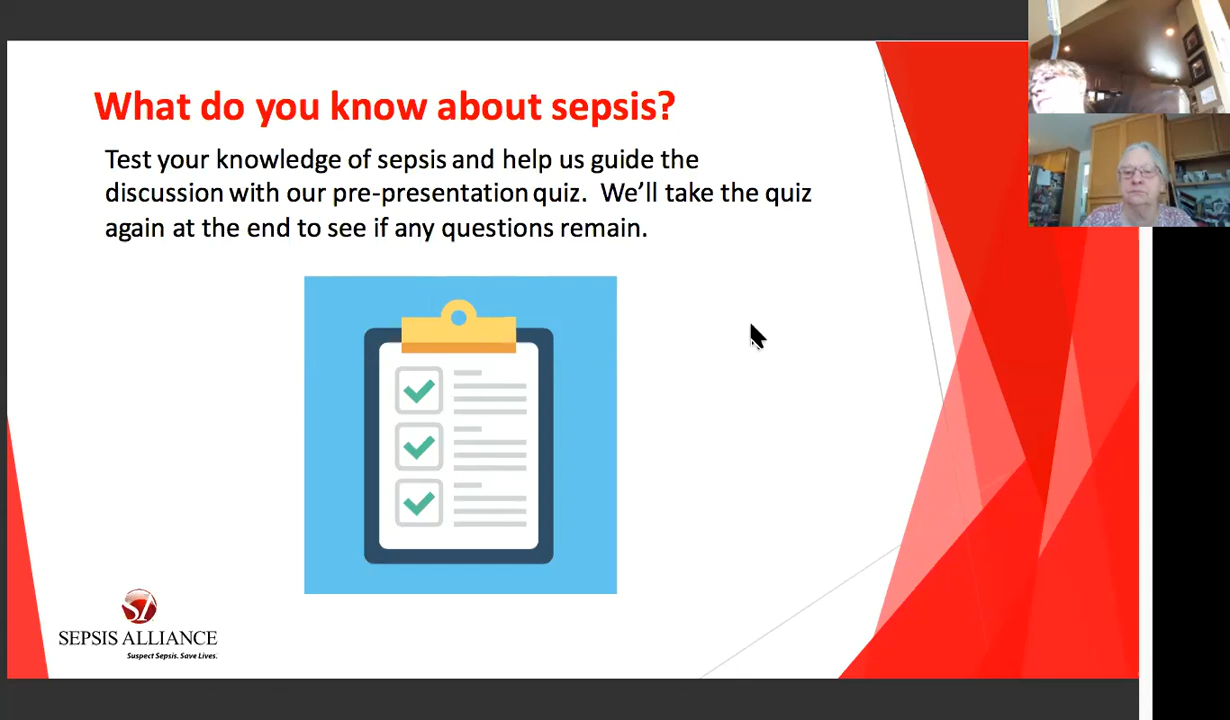 What do you know about sepsis?
Test your knowledge of sepsis and help us guide the
discussion with our pre-presentation quiz. We’ll take the quiz
again at the end to see if any questions remain.
SA
SEPSIS ALLIANCE
Suspect Sepsis. Save Lives.